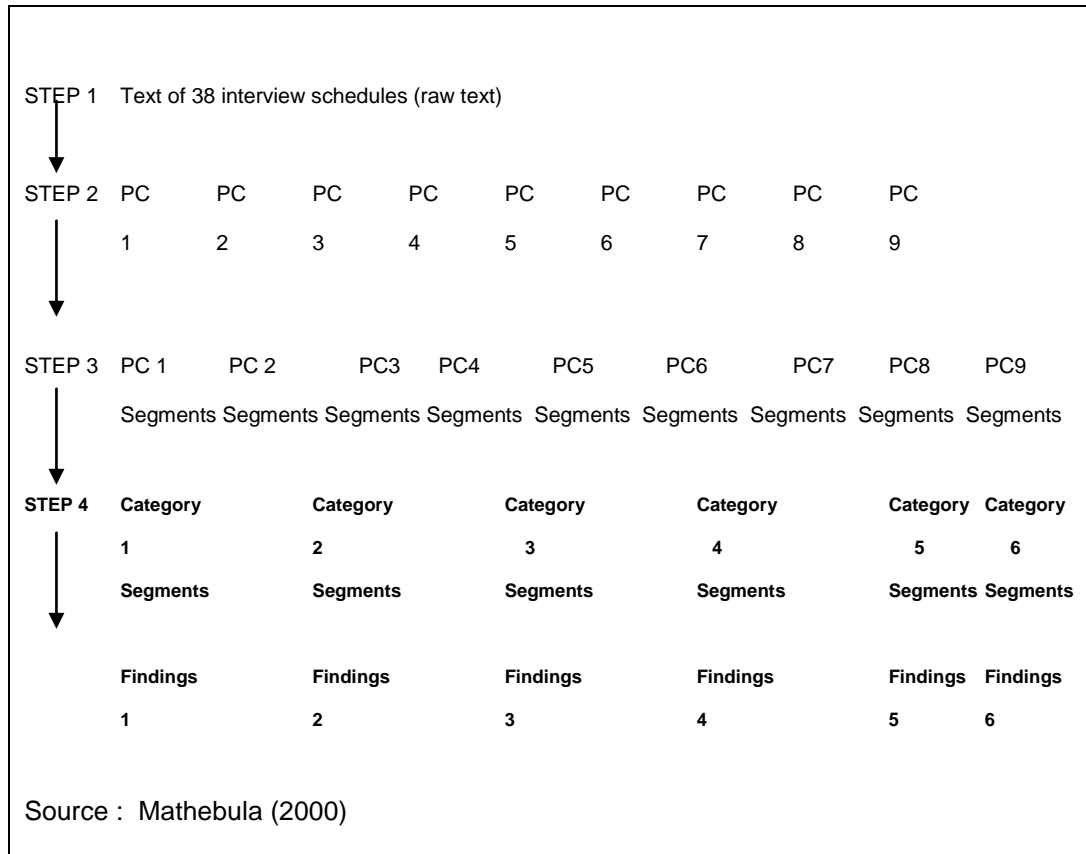 STEP 1 Text of 38 interview schedules (raw text)
STEP 2 PC PC PC PC PC PC PC PC PC
1 2 3 4 5 6 7 8 9
STEP 3 PC 1 PC 2 PC3 PC4 PC5 PC6 PC7 PC8 PC9
Segments Segments Segments Segments Segments Segments Segments Segments Segments
STEP 4 Category Category Category Category Category Category
1 2 3 4 5 6
Segments Segments Segments Segments Segments Segments
Findings Findings Findings Findings Findings Findings
1 2 3 4 5 6
Source : Mathebula (2000)